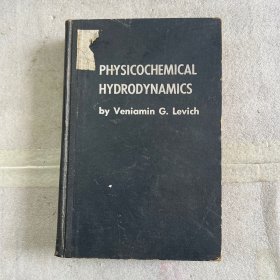 PHYSICOCHEMICAL
HYDRODYNAMICS
by Veniamin G. Levich